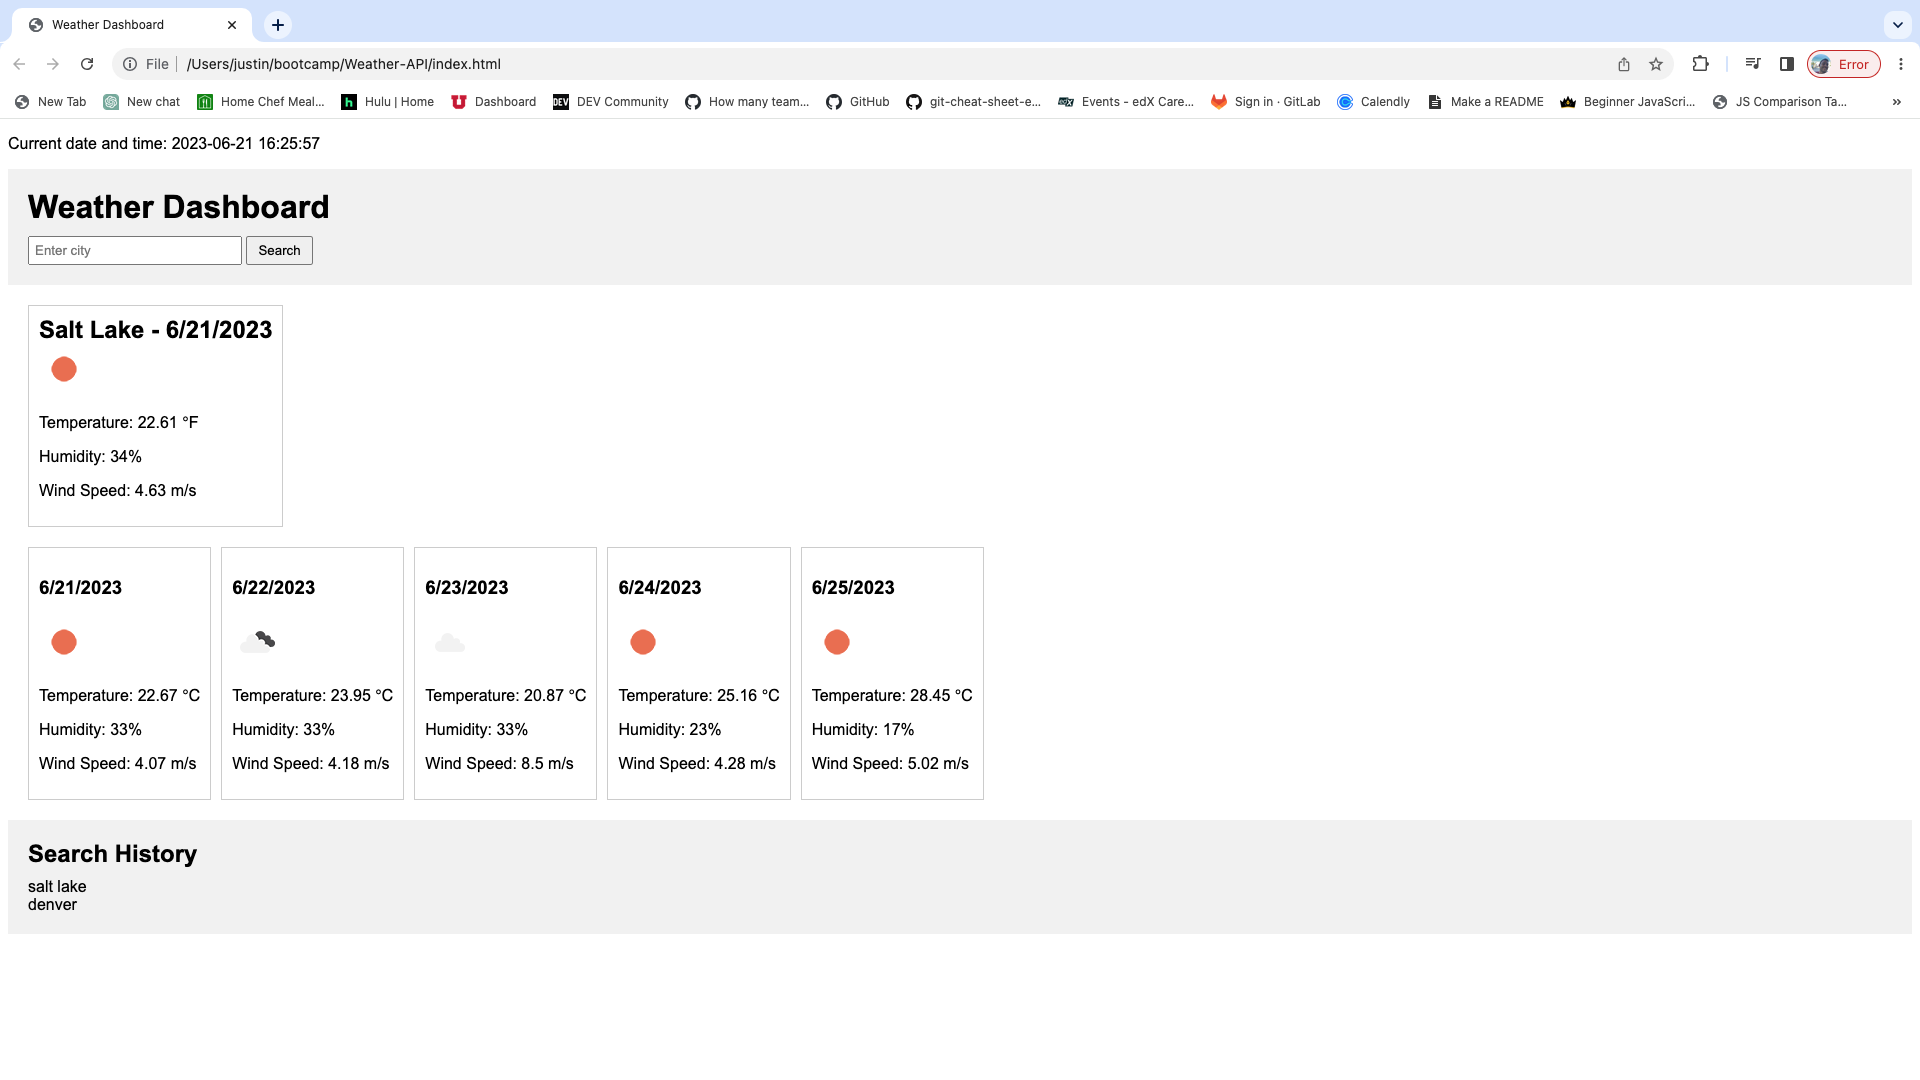 Weather Dashboard
File /Users/justin/bootcamp/Weather-API/index.html Error
New Tab New chat Home Chef Meal... Hulu | Home Dashboard DEV DEV Community How many team... GitHub git-cheat-sheet-e... Events - edX Care... Sign in · GitLab Calendly Make a README Beginner JavaScri... JS Comparison Ta... »
Current date and time: 2023-06-21 16:25:57
Weather Dashboard
Enter city Search
Salt Lake - 6/21/2023
Temperature: 22.61 °F
Humidity: 34%
Wind Speed: 4.63 m/s
6/21/2023 6/22/2023 6/23/2023 6/24/2023 6/25/2023
Temperature: 22.67 °C Temperature: 23.95 °C Temperature: 20.87 °C Temperature: 25.16 °C Temperature: 28.45 °C
Humidity: 33% Humidity: 33% Humidity: 33% Humidity: 23% Humidity: 17%
Wind Speed: 4.07 m/s Wind Speed: 4.18 m/s Wind Speed: 8.5 m/s Wind Speed: 4.28 m/s Wind Speed: 5.02 m/s
Search History
salt lake
denver